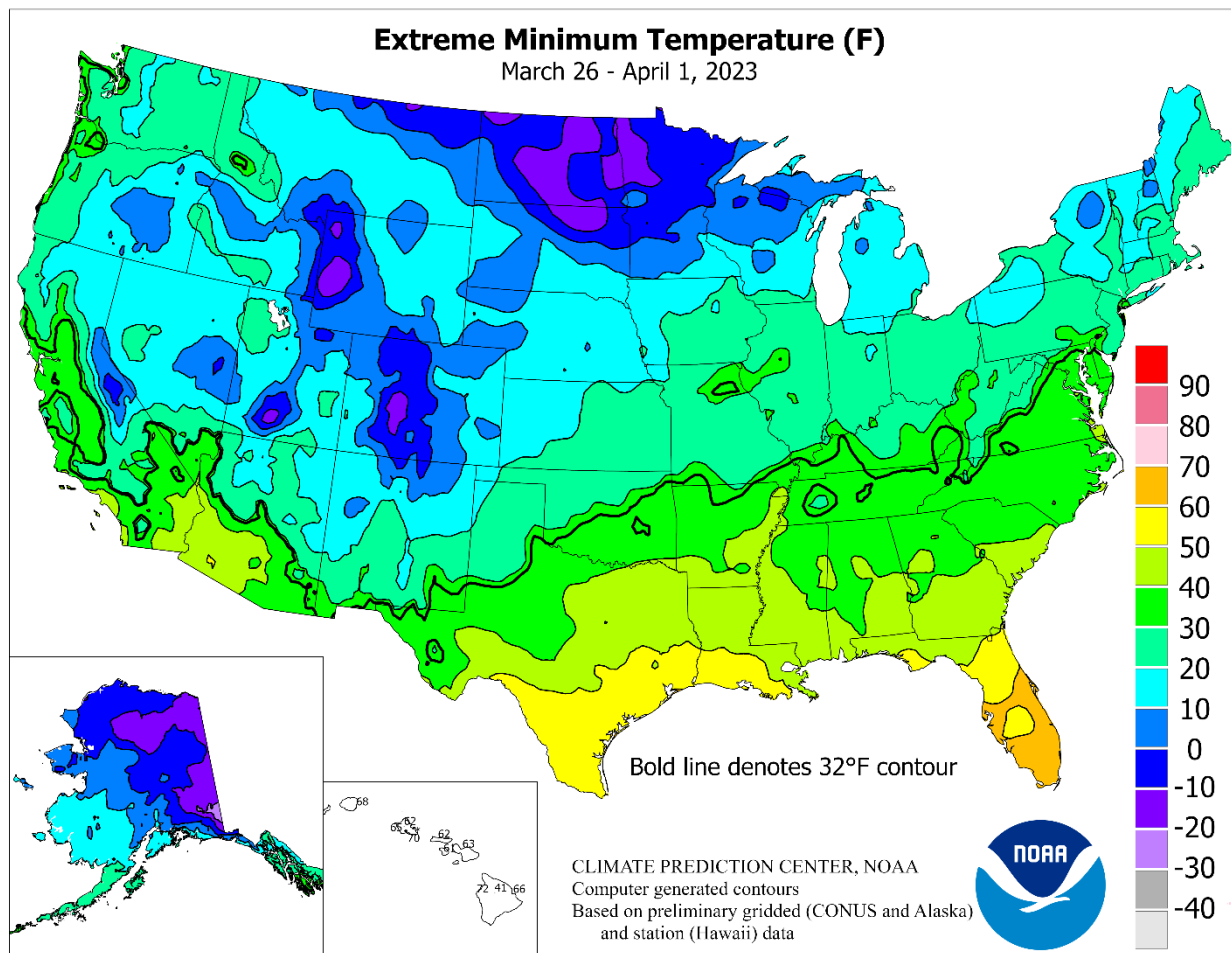 Extreme Minimum Temperature (F)
March 26 - April 1, 2023
90
80
70
60
50
40
30
20
10
0
-10
-20
-30
-40
Bold line denotes 32°F contour
68
62
65
70
62
61
63
72 41 66
CLIMATE PREDICTION CENTER, NOAA
Computer generated contours
Based on preliminary gridded (CONUS and Alaska)
and station (Hawaii) data
NOAA